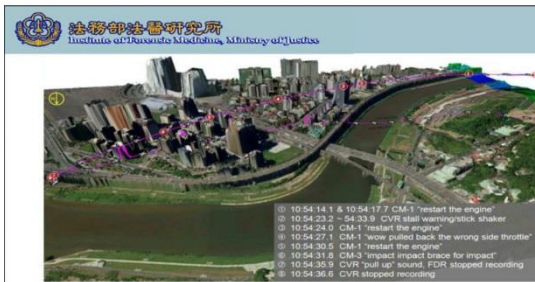 法務部法醫研究所
Institute of Forensic Medicine, Ministry of Justice
① 10:54:14.1 & 10:54:17.7 CM-1 "restart the engine"
② 10:54:23.2 ~ 54:33.9 CVR stall warning/stick shaker
③ 10:54:24.0 CM-1 "restart the engine"
④ 10:54:27.1 CM-1 "wow pulled back the wrong side throttle"
⑤ 10:54:30.5 CM-1 "restart the engine"
⑥ 10:54:31.8 CM-3 "impact impact brace for impact"
⑦ 10:54:35.9 CVR "pull up" sound, FDR stopped recording
⑧ 10:54:36.6 CVR stopped recording